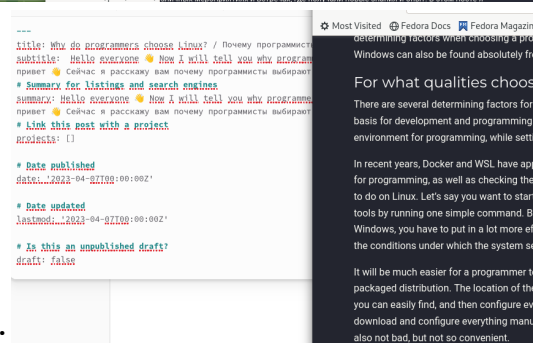 ---
title: Why do programmers choose Linux? / Почему программист
subtitle: Hello everyone 👋 Now I will tell you why program
привет 👋 Сейчас я расскажу вам почему программисты выбирают
# Summary for listings and search engines
summary: Hello everyone 👋 Now I will tell you why programme
привет 👋 Сейчас я расскажу вам почему программисты выбират
# Link this post with a project
projects: []
# Date published
date: '2023-04-07T00:00:00Z'
# Date updated
lastmod: '2023-04-07T00:00:00Z'
# Is this an unpublished draft?
draft: false
Most Visited Fedora Docs Fedora Magazin
determining factors when choosing a pro
Windows can also be found absolutely fr
For what qualities choos
There are several determining factors for
basis for development and programming
environment for programming, while setti
In recent years, Docker and WSL have app
for programming, as well as checking the
to do on Linux. Let's say you want to start
tools by running one simple command. B
Windows, you have to put in a lot more ef
the conditions under which the system se
It will be much easier for a programmer t
packaged distribution. The location of the
you can easily find, and then configure ev
download and configure everything manu
also not bad, but not so convenient.